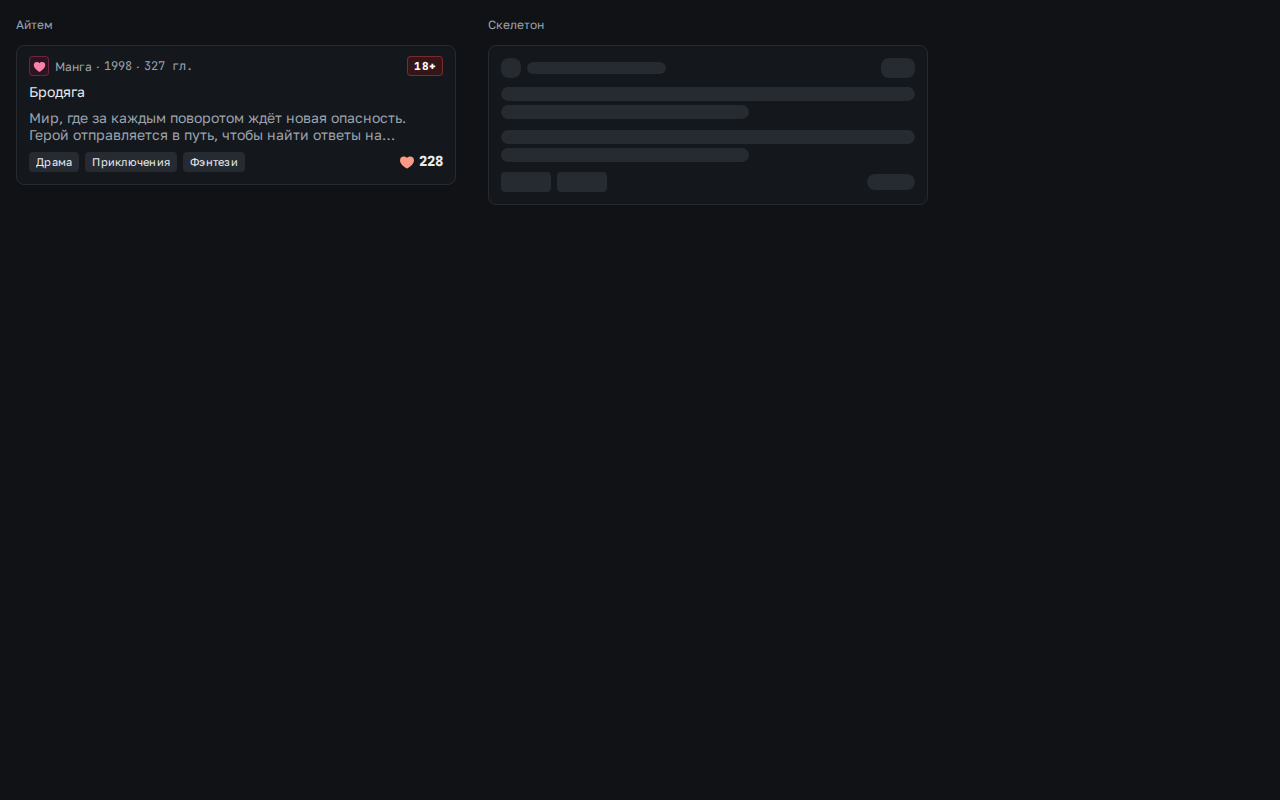 Айтем
Манга · 1998 · 327 гл.
18+
Бродяга
Мир, где за каждым поворотом ждёт новая опасность.
Герой отправляется в путь, чтобы найти ответы на…
Драма
Приключения
Фэнтези
228
Скелетон